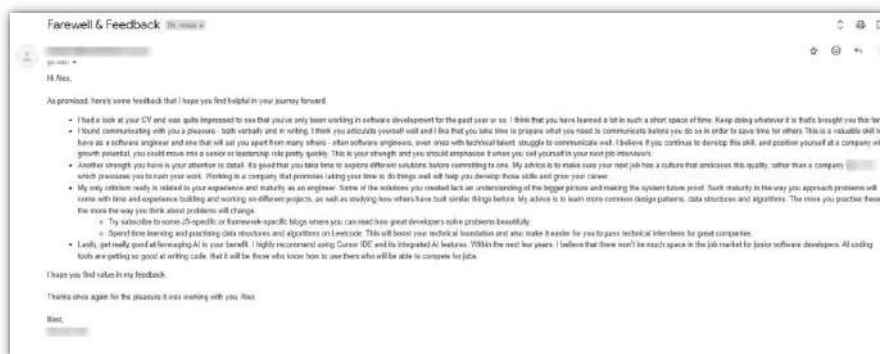 Farewell & Feedback
Hi Alex,
As promised, here's some feedback that I hope you find helpful in your journey forward.
• I had a look at your CV and was quite impressed to see that you've only been working in software development for the past year or so. I think that you have learned a lot in such a short space of time. Keep doing whatever it is that's brought you this far
• I found communicating with you a pleasure - both verbally and in writing. I think you articulate yourself well and I like that you take time to prepare what you need to communicate before you do so in order to save time for others. This is a valuable skill to
have as a software engineer and one that will set you apart from many others - often software engineers, even ones with technical talent, struggle to communicate well. I believe if you continue to develop this skill, and position yourself at a company with
growth potential, you could move into a senior or leadership role pretty quickly. This is your strength and you should emphasise it when you sell yourself in your next job interview/s.
• Another strength you have is your attention to detail. It's good that you take time to explore different solutions before committing to one. My advice is to make sure your next job has a culture that embraces this quality, rather than a company
which pressures you to rush your work. Working in a company that promotes taking your time to do things well will help you develop those skills and grow your career.
• My only criticism really is related to your experience and maturity as an engineer. Some of the solutions you created lack an understanding of the bigger picture and making the system future proof. Such maturity in the way you approach problems will
come with time and experience building and working on different projects, as well as studying how others have built similar things before. My advice is to learn more common design patterns, data structures and algorithms. The more you practise these
the more the way you think about problems will change.
○ Try subscribe to some JS-specific or framework-specific blogs where you can read how great developers solve problems beautifully.
○ Spend time learning and practising data structures and algorithms on Leetcode. This will boost your technical foundation and also make it easier for you to pass technical interviews for great companies.
• Lastly, get really good at leveraging AI to your benefit. I highly recommend using Cursor IDE and its integrated AI features. Within the next few years, I believe that there won't be much space in the job market for junior software developers. AI coding
tools are getting so good at writing code, that it will be those who know how to use them who will be able to compete for jobs.
I hope you find value in my feedback.
Thanks once again for the pleasure it was working with you, Alex.
Best,